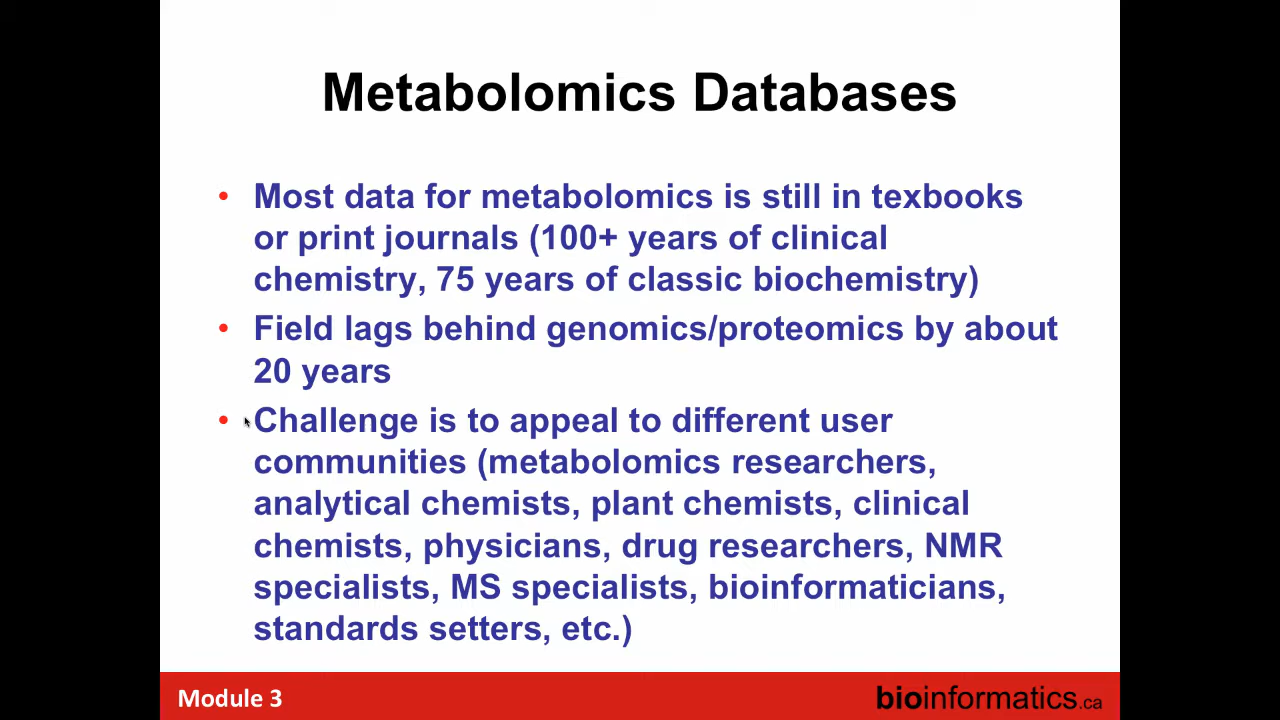 Metabolomics Databases
• Most data for metabolomics is still in texbooks
or print journals (100+ years of clinical
chemistry, 75 years of classic biochemistry)
• Field lags behind genomics/proteomics by about
20 years
• Challenge is to appeal to different user
communities (metabolomics researchers,
analytical chemists, plant chemists, clinical
chemists, physicians, drug researchers, NMR
specialists, MS specialists, bioinformaticians,
standards setters, etc.)
Module 3
bioinformatics.ca